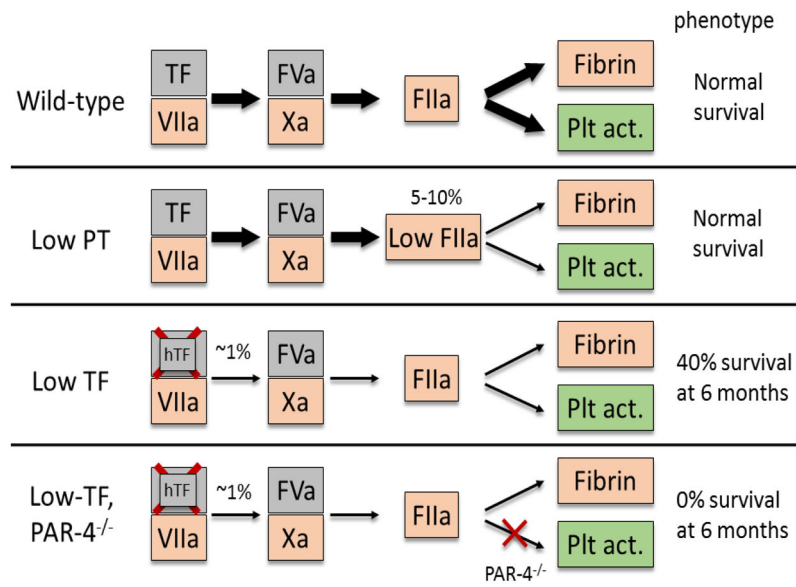 phenotype
TF
FVa
Fibrin
Wild-type
FIIa
Normal
survival
VIIa
Xa
Plt act.
5-10%
TF
FVa
Fibrin
Low PT
Low FIIa
Normal
survival
VIIa
Xa
Plt act.
hTF
~1%
FVa
Fibrin
Low TF
FIIa
40% survival
at 6 months
VIIa
Xa
Plt act.
hTF
~1%
FVa
Fibrin
Low-TF,
PAR-4-/-
FIIa
0% survival
at 6 months
VIIa
Xa
Plt act.
PAR-4-/-